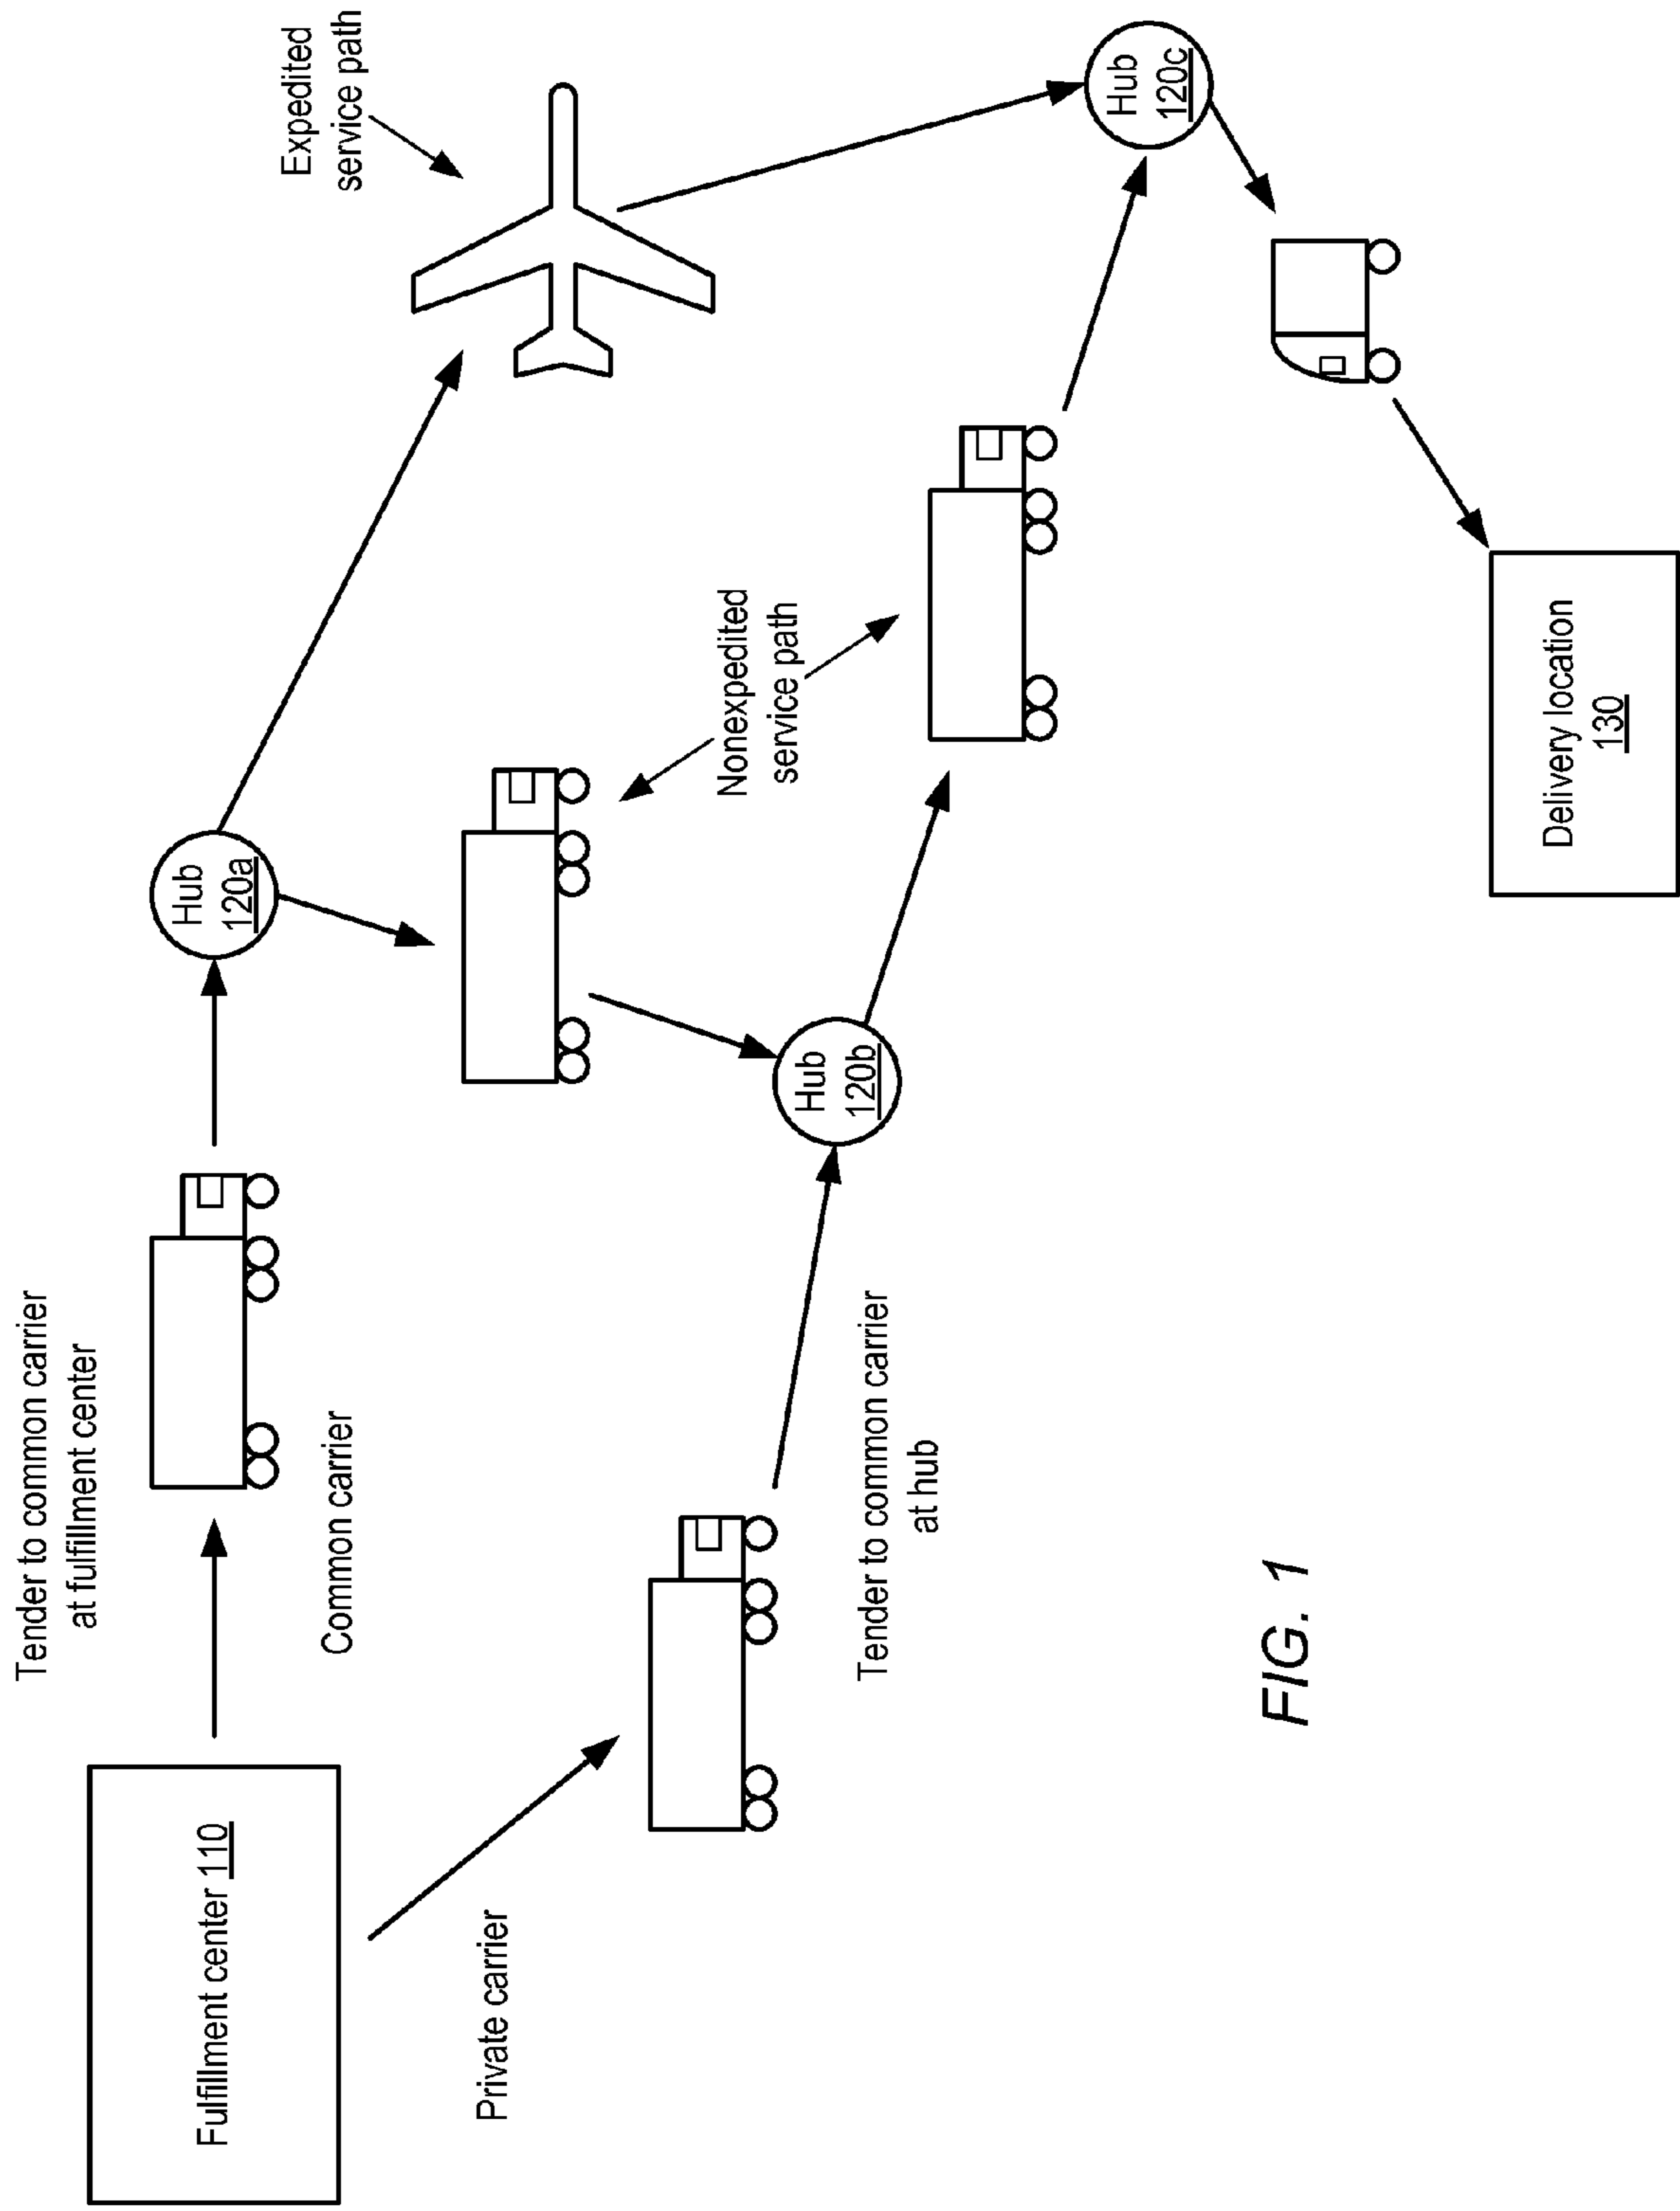 Tender to common carrier
at fulfillment center
Expedited
service path
Fulfillment center 110
Hub
120a
Common carrier
Private carrier
Nonexpedited
service path
Hub
120b
Tender to common carrier
at hub
Hub
120c
Delivery location
130
FIG. 1